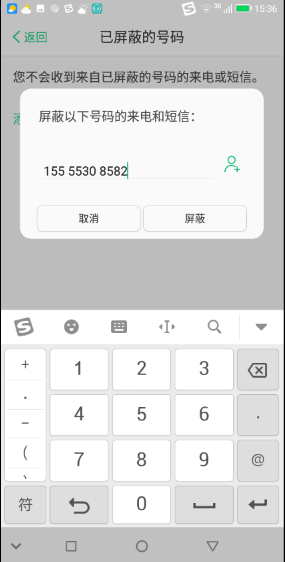 3G 15:36
返回 已屏蔽的号码
您不会收到来自已屏蔽的号码的来电或短信。
屏蔽以下号码的来电和短信：
155 5530 8582
取消 屏蔽
+ 1 2 3
.
- 4 5 6 .
( 7 8 9 @
符 0